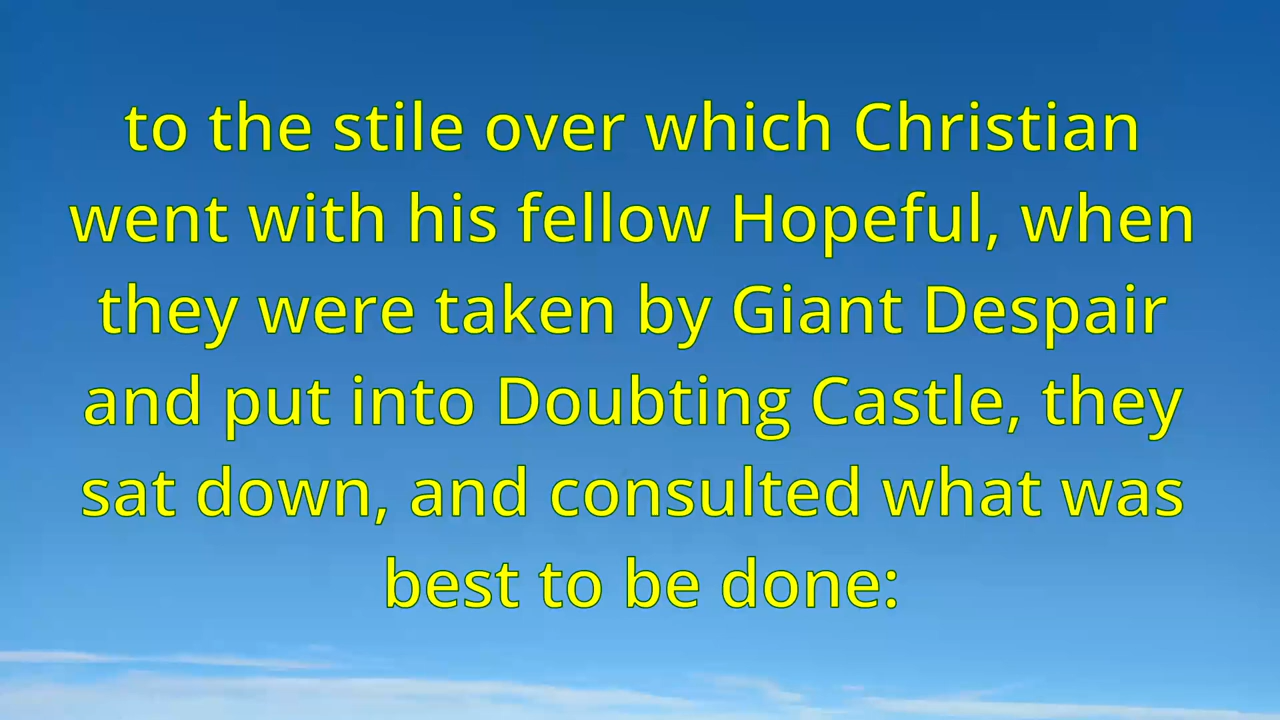 to the stile over which Christian
went with his fellow Hopeful, when
they were taken by Giant Despair
and put into Doubting Castle, they
sat down, and consulted what was
best to be done: